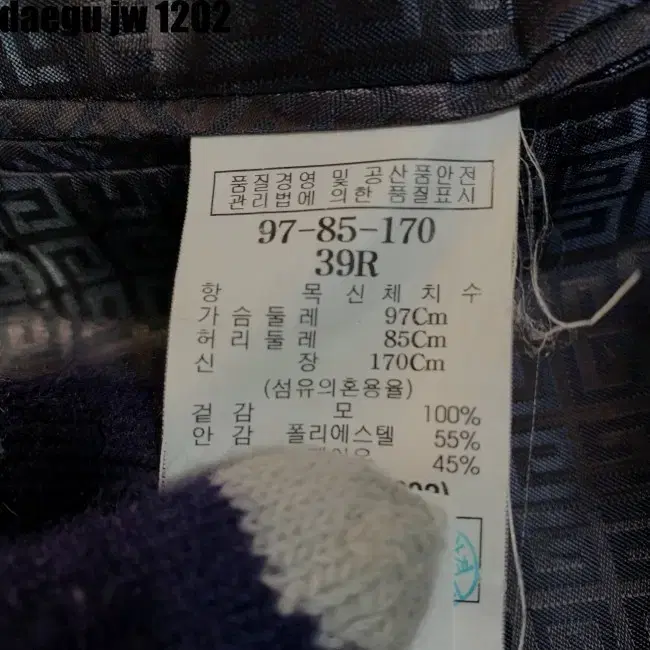 daegu jw 1202
품질경영 및 공산품안전
관리법에 의한 품질표시
97-85-170
39R
항 목 신체치수
가슴둘레 97Cm
허리둘레 85Cm
신 장 170Cm
(섬유의혼용율)
겉감 모 100%
안감 폴리에스텔 55%
45%